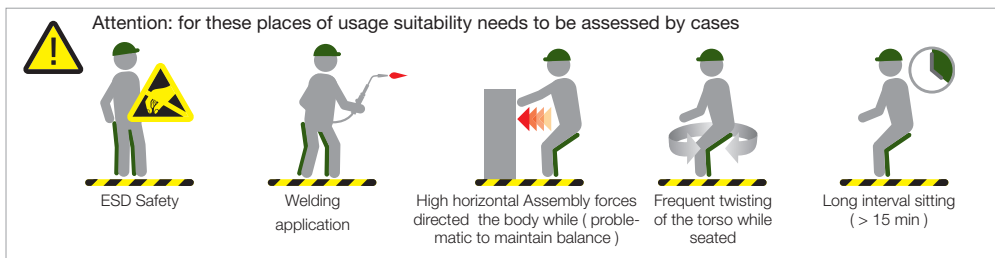 Attention: for these places of usage suitability needs to be assessed by cases
ESD Safety
Welding
application
High horizontal Assembly forces
directed the body while ( proble-
matic to maintain balance )
Frequent twisting
of the torso while
seated
Long interval sitting
( > 15 min )